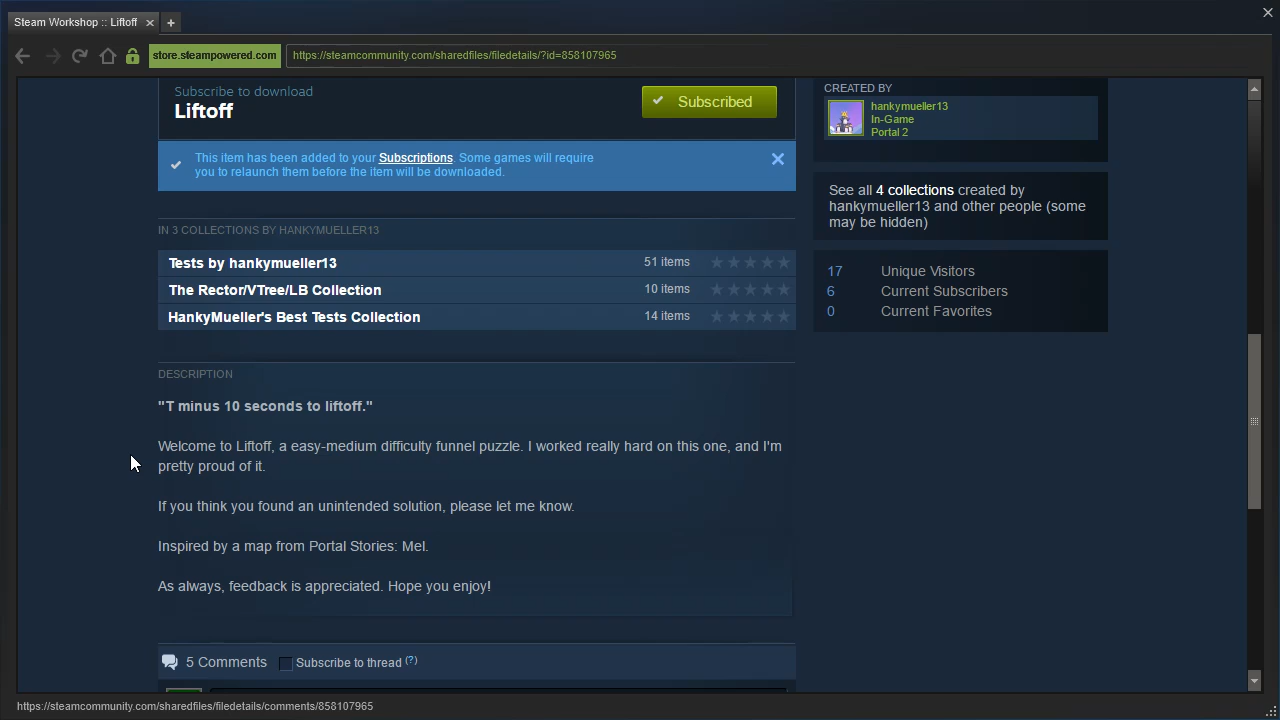 Steam Workshop :: Liftoff
store.steampowered.com
https://steamcommunity.com/sharedfiles/filedetails/?id=858107965
Subscribe to download
Liftoff
Subscribed
This item has been added to your Subscriptions. Some games will require
you to relaunch them before the item will be downloaded.
IN 3 COLLECTIONS BY HANKYMUELLER13
Tests by hankymueller13 51 items
The Rector/VTree/LB Collection 10 items
HankyMueller's Best Tests Collection 14 items
DESCRIPTION
"T minus 10 seconds to liftoff."
Welcome to Liftoff, a easy-medium difficulty funnel puzzle. I worked really hard on this one, and I'm
pretty proud of it.
If you think you found an unintended solution, please let me know.
Inspired by a map from Portal Stories: Mel.
As always, feedback is appreciated. Hope you enjoy!
5 Comments Subscribe to thread (?)
CREATED BY
hankymueller13
In-Game
Portal 2
See all 4 collections created by
hankymueller13 and other people (some
may be hidden)
17 Unique Visitors
6 Current Subscribers
0 Current Favorites
https://steamcommunity.com/sharedfiles/filedetails/comments/858107965